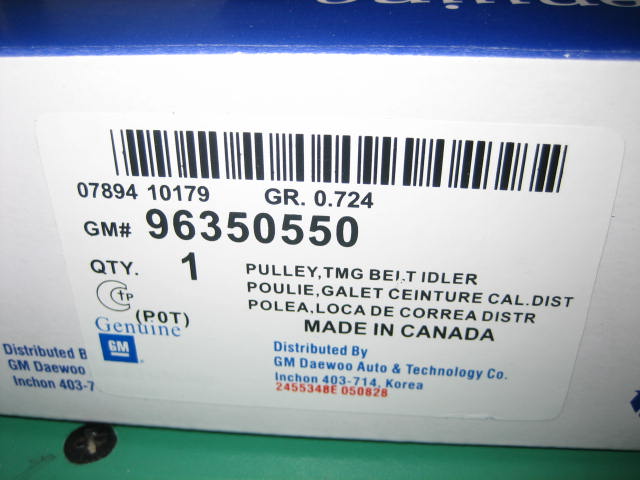 enuine
07894 10179 GR. 0.724
GM# 96350550
QTY. 1
PULLEY,TMG BELT IDLER
POULIE,GALET CEINTURE CAL.DIST
POLEA,LOCA DE CORREA DISTR
(P0T)
MADE IN CANADA
Genuine
GM
Distributed By
GM Daewoo Auto & Technology Co.
Inchon 403-714, Korea
2455348E 050828
Distributed B
GM Daewoo
Inchon 403-7